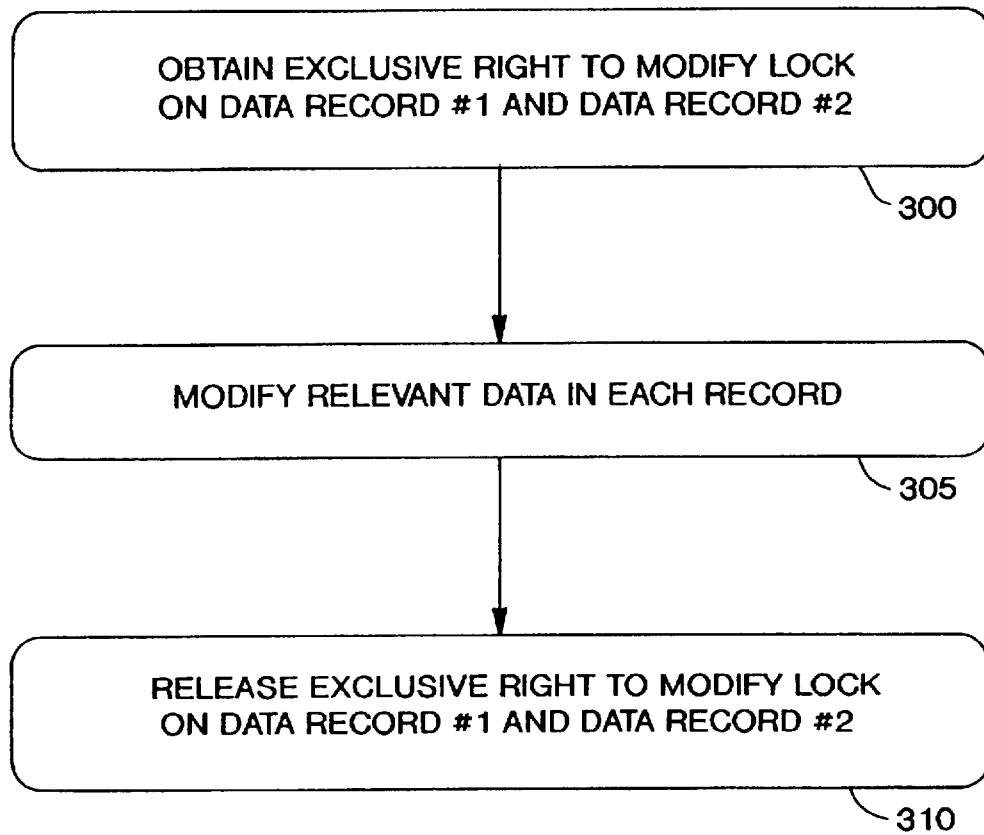 OBTAIN EXCLUSIVE RIGHT TO MODIFY LOCK
ON DATA RECORD #1 AND DATA RECORD #2
300
MODIFY RELEVANT DATA IN EACH RECORD
305
RELEASE EXCLUSIVE RIGHT TO MODIFY LOCK
ON DATA RECORD #1 AND DATA RECORD #2
310